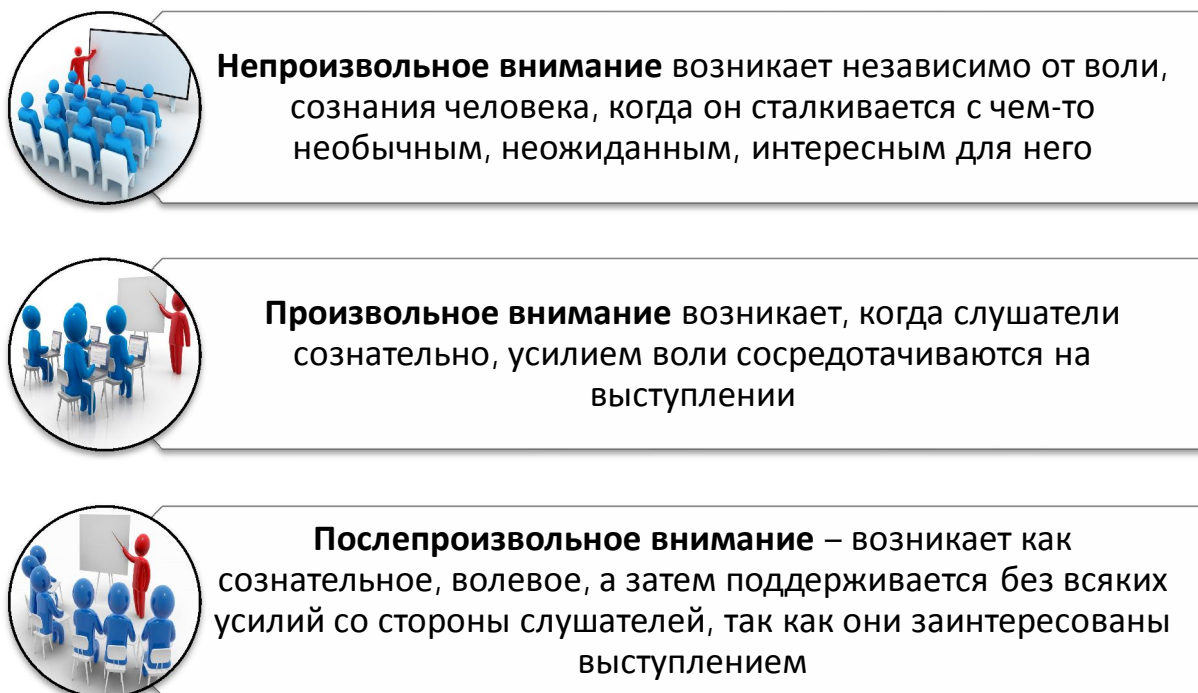 Непроизвольное внимание возникает независимо от воли,
сознания человека, когда он сталкивается с чем-то
необычным, неожиданным, интересным для него
Произвольное внимание возникает, когда слушатели
сознательно, усилием воли сосредотачиваются на
выступлении
Послепроизвольное внимание – возникает как
сознательное, волевое, а затем поддерживается без всяких
усилий со стороны слушателей, так как они заинтересованы
выступлением